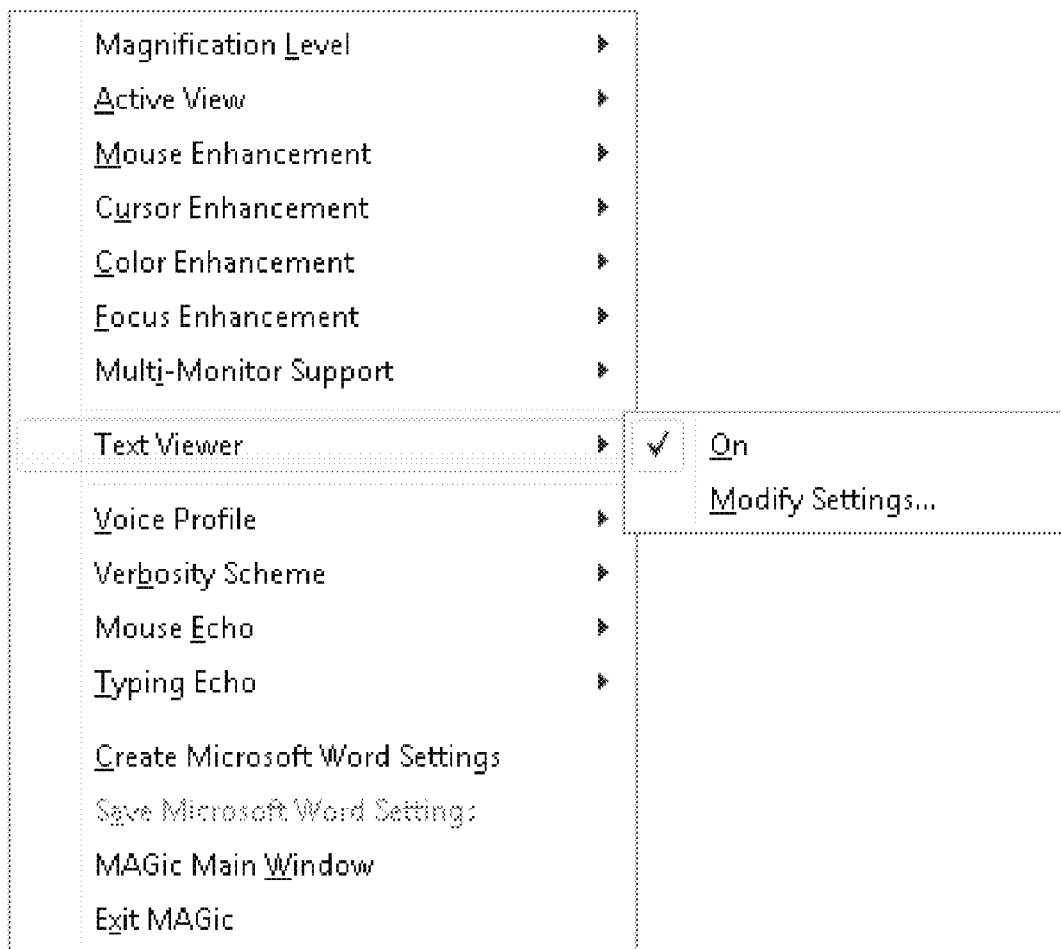 Magnification Level
Active View
Mouse Enhancement
Cursor Enhancement
Color Enhancement
Focus Enhancement
Multi-Monitor Support
Text Viewer
On
Modify Settings...
Voice Profile
Verbosity Scheme
Mouse Echo
Typing Echo
Create Microsoft Word Settings
Save Microsoft Word Settings
MAGic Main Window
Exit MAGic